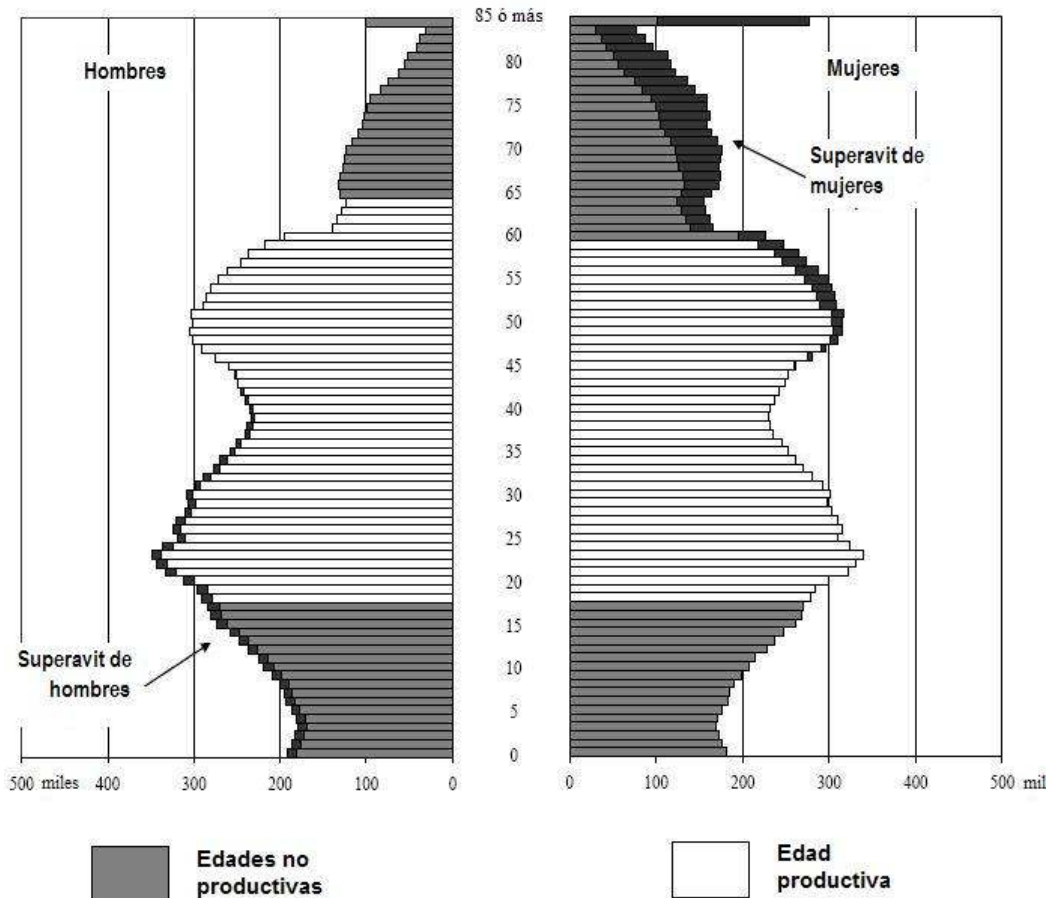 85 ó más
Hombres
Mujeres
80
75
70
Superavit de
mujeres
65
60
55
50
45
40
35
30
25
20
15
Superavit de
hombres
10
5
0
500 miles 400 300 200 100 0
0 100 200 300 400 500 mil
Edades no
productivas
Edad
productiva